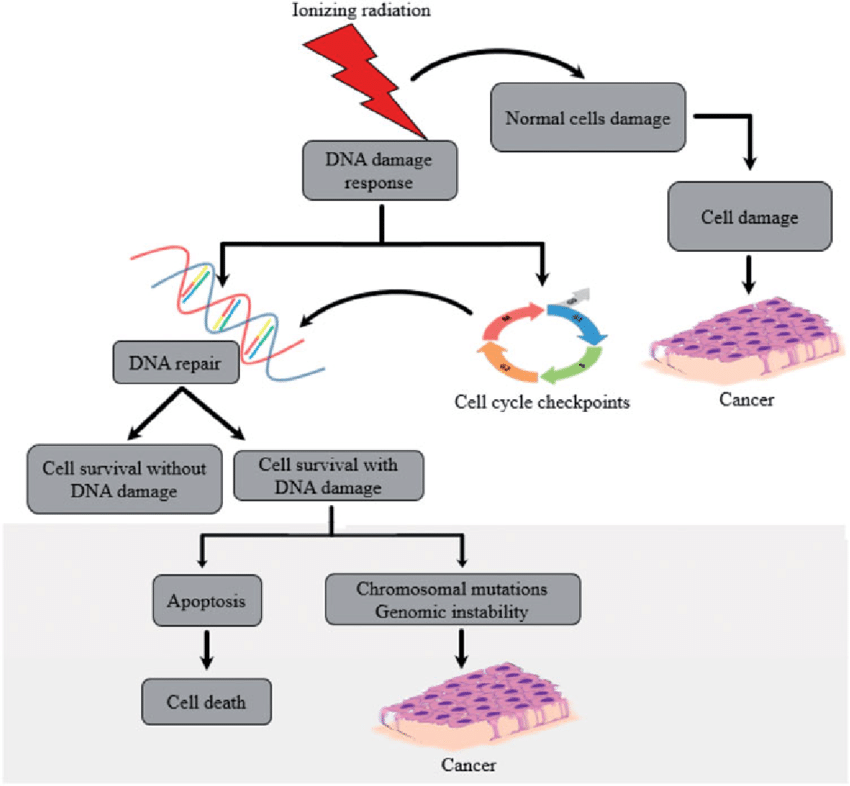 Ionizing radiation
Normal cells damage
DNA damage
response
Cell damage
DNA repair
Cell cycle checkpoints
Cancer
Cell survival without
DNA damage
Cell survival with
DNA damage
Apoptosis
Chromosomal mutations
Genomic instability
Cell death
Cancer